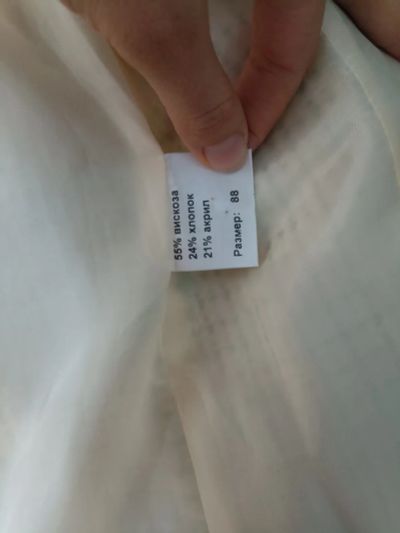 55% вискоза
24% хлопок
21% акрил
Размер: 88